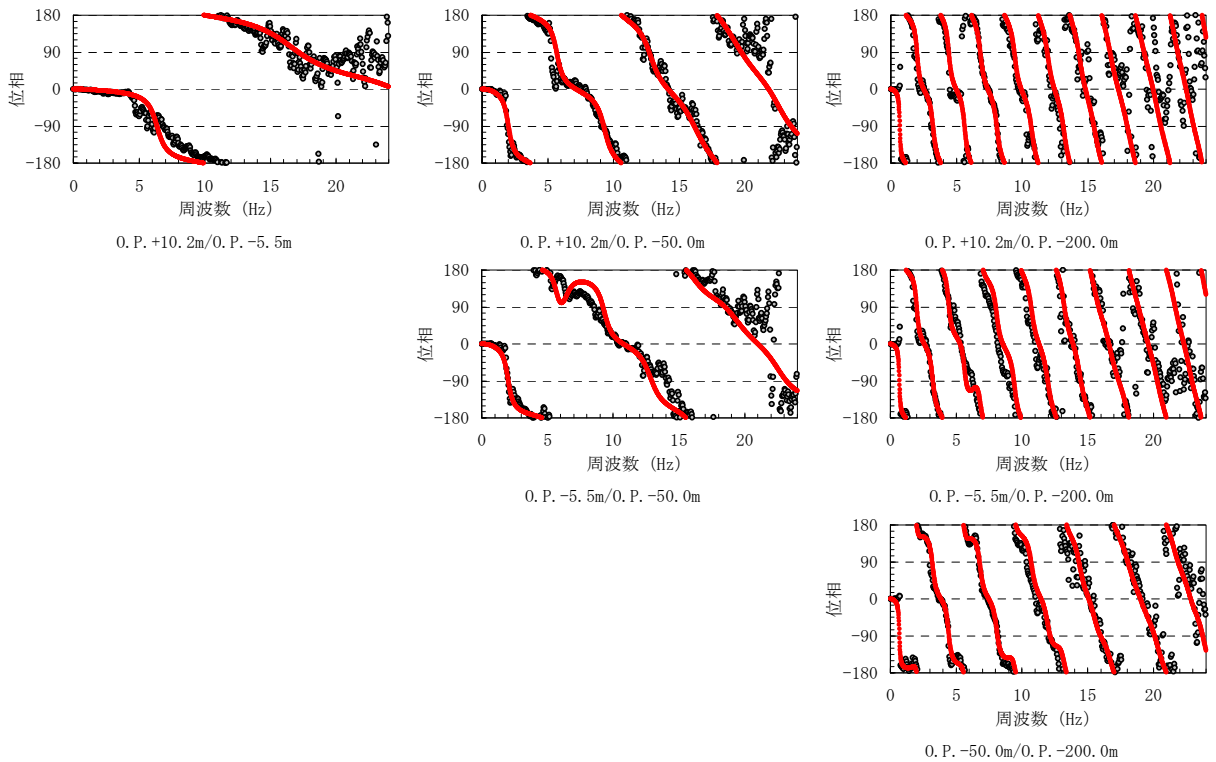 180
90
0
-90
-180
位相
0 5 10 15 20
周波数 (Hz)
O.P.+10.2m/O.P.-5.5m
180
90
0
-90
-180
位相
0 5 10 15 20
周波数 (Hz)
O.P.+10.2m/O.P.-50.0m
180
90
0
-90
-180
位相
0 5 10 15 20
周波数 (Hz)
O.P.+10.2m/O.P.-200.0m
180
90
0
-90
-180
位相
0 5 10 15 20
周波数 (Hz)
O.P.-5.5m/O.P.-50.0m
180
90
0
-90
-180
位相
0 5 10 15 20
周波数 (Hz)
O.P.-5.5m/O.P.-200.0m
180
90
0
-90
-180
位相
0 5 10 15 20
周波数 (Hz)
O.P.-50.0m/O.P.-200.0m